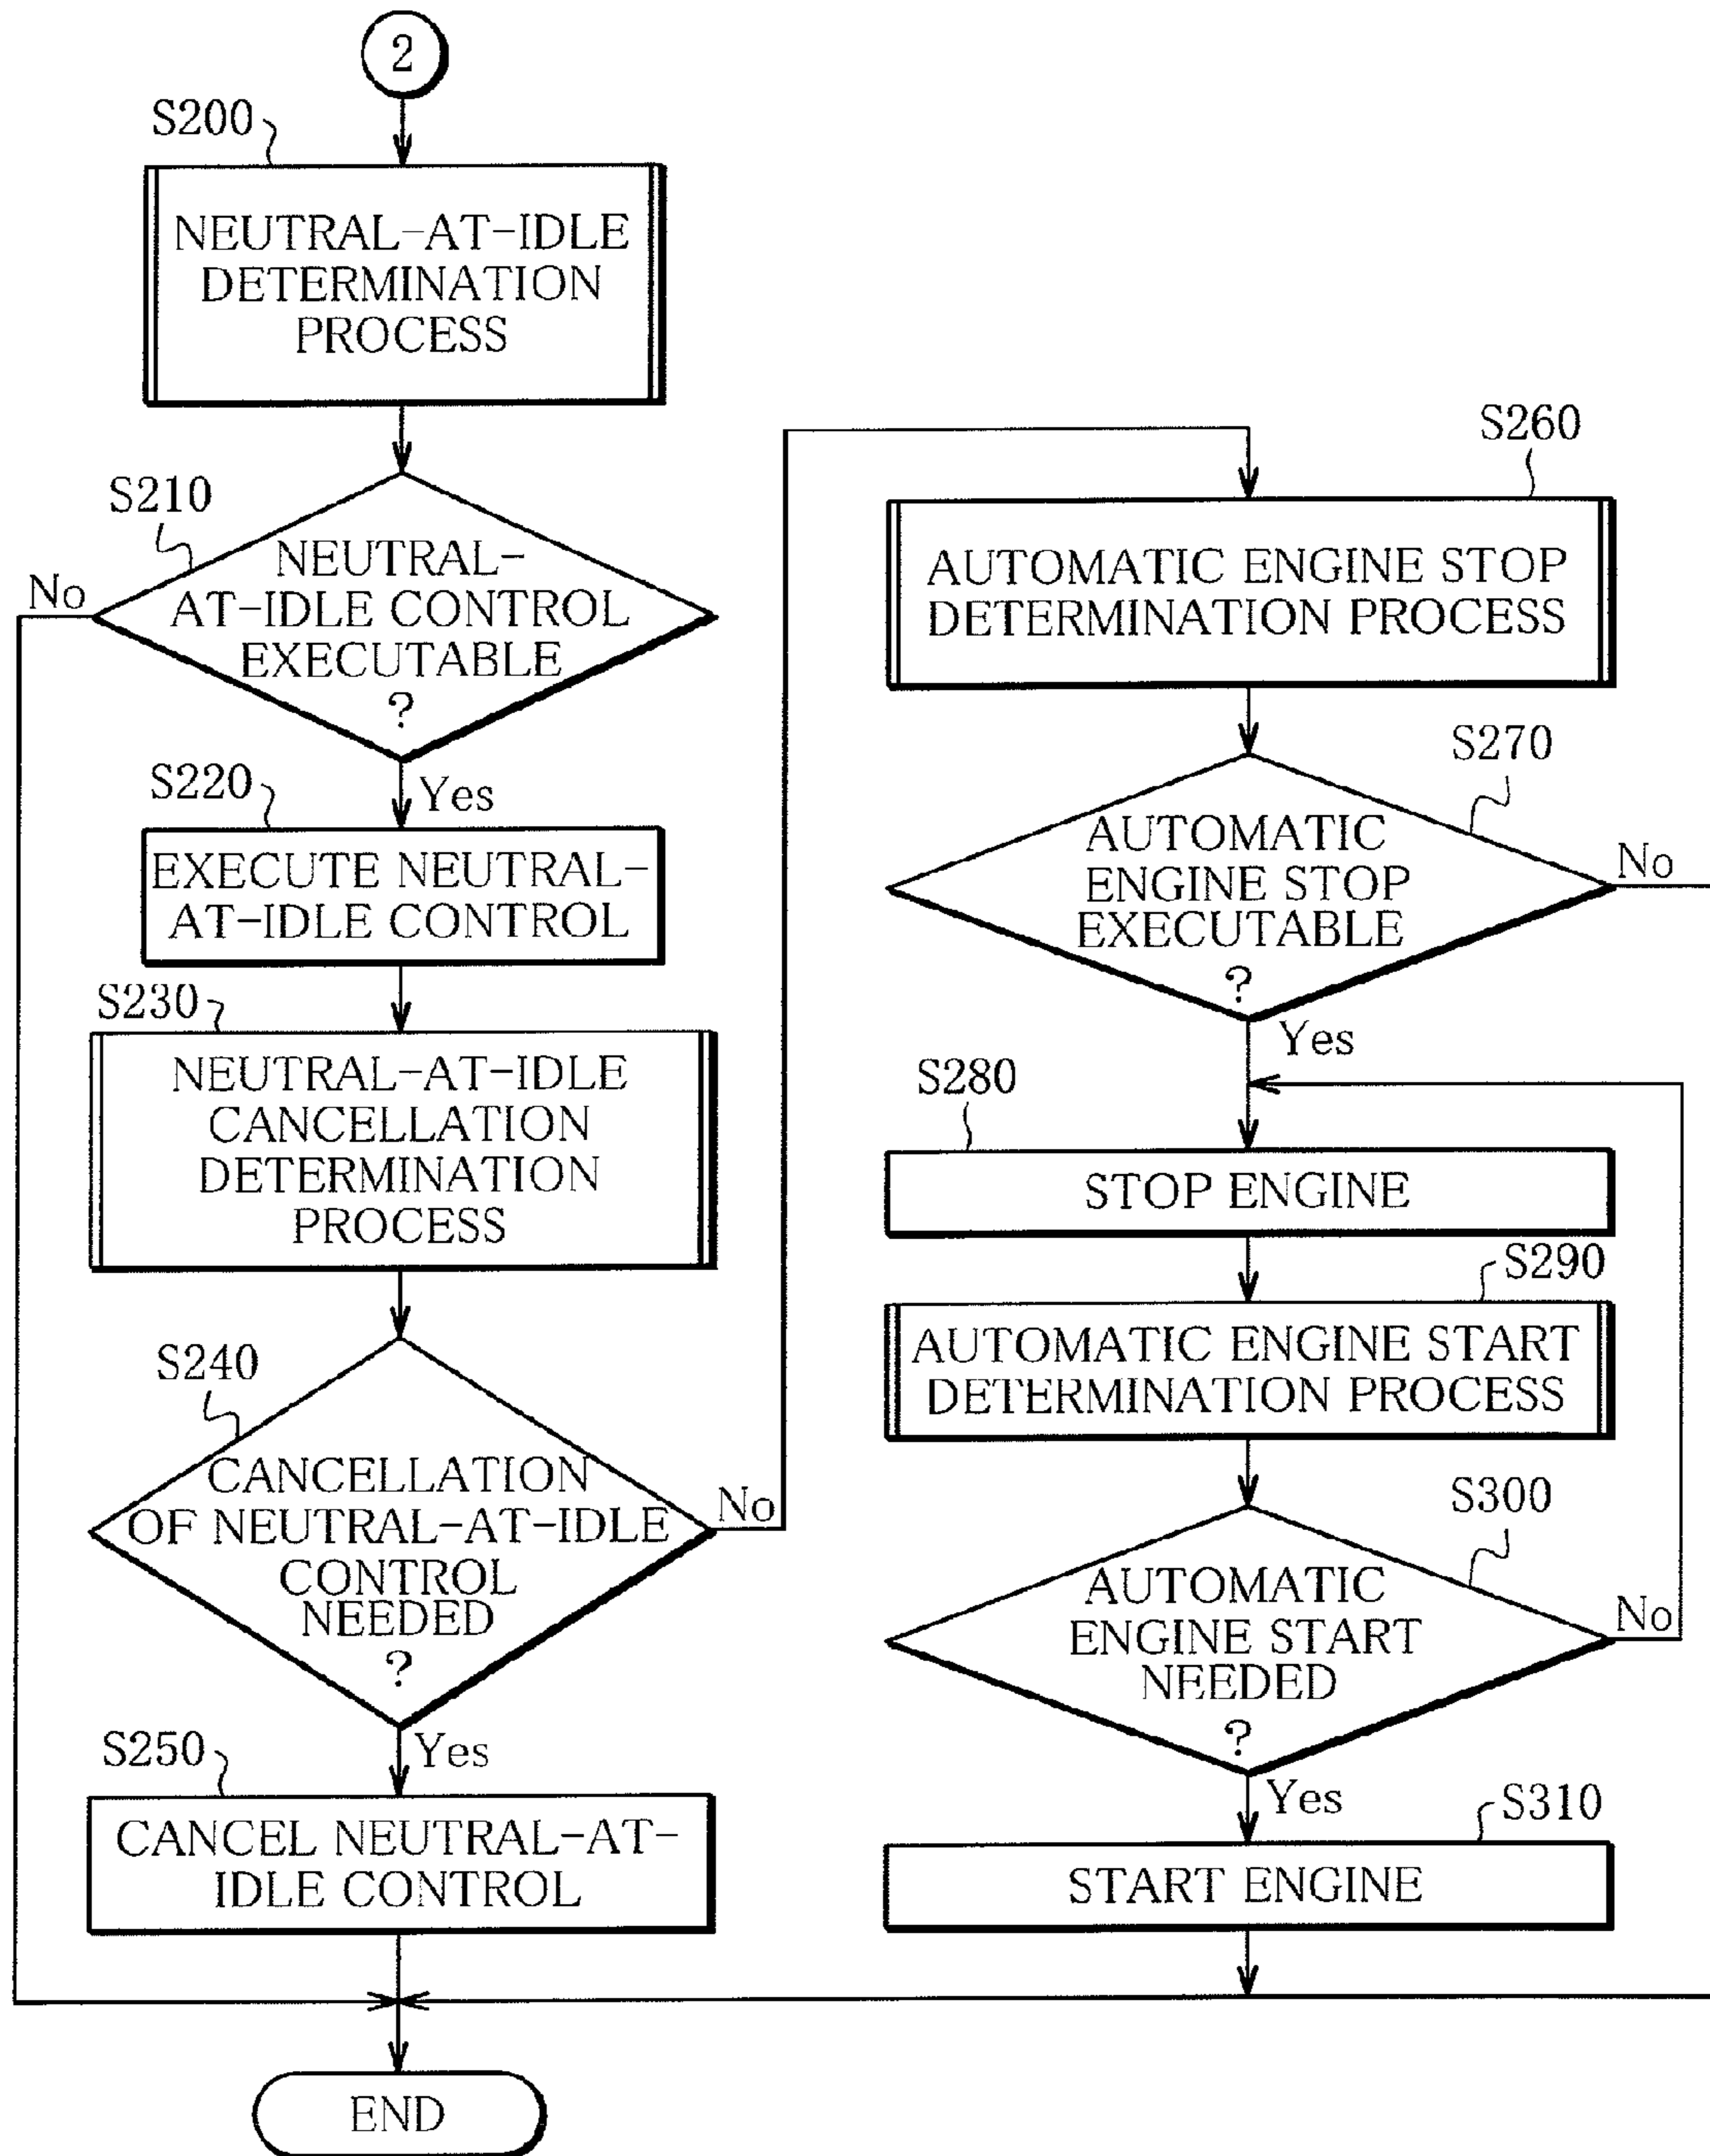 2
S200
NEUTRAL-AT-IDLE
DETERMINATION
PROCESS
S210
NEUTRAL-
AT-IDLE CONTROL
EXECUTABLE
?
No
Yes
S220
EXECUTE NEUTRAL-
AT-IDLE CONTROL
S230
NEUTRAL-AT-IDLE
CANCELLATION
DETERMINATION
PROCESS
S240
CANCELLATION
OF NEUTRAL-AT-IDLE
CONTROL
NEEDED
?
No
Yes
S250
CANCEL NEUTRAL-AT-
IDLE CONTROL
S260
AUTOMATIC ENGINE STOP
DETERMINATION PROCESS
S270
AUTOMATIC
ENGINE STOP
EXECUTABLE
?
No
Yes
S280
STOP ENGINE
S290
AUTOMATIC ENGINE START
DETERMINATION PROCESS
S300
AUTOMATIC
ENGINE START
NEEDED
?
No
Yes
S310
START ENGINE
END